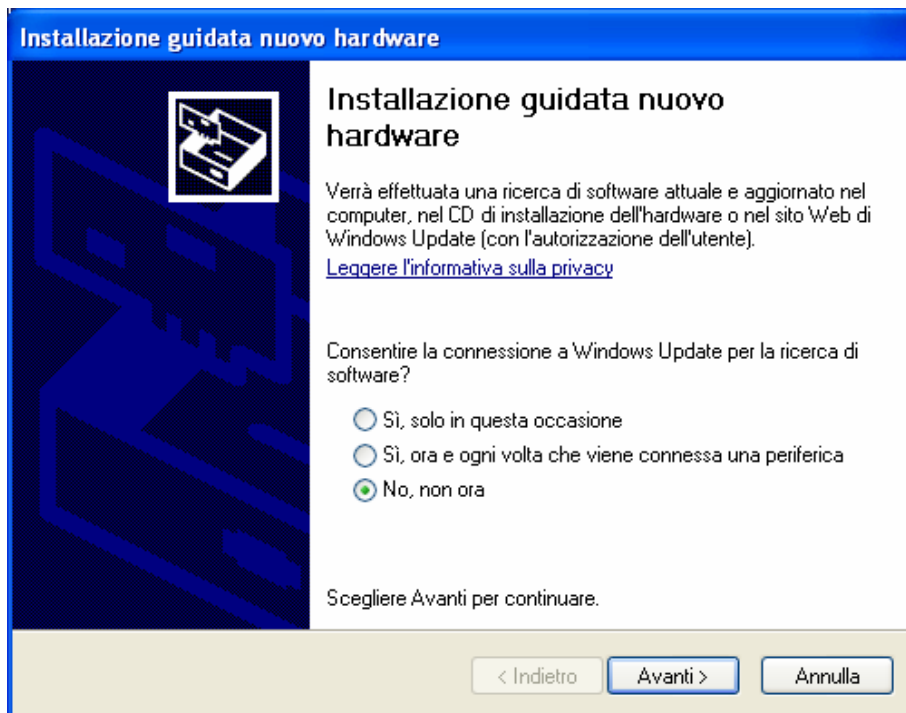 Installazione guidata nuovo hardware
Installazione guidata nuovo
hardware
Verrà effettuata una ricerca di software attuale e aggiornato nel
computer, nel CD di installazione dell'hardware o nel sito Web di
Windows Update (con l'autorizzazione dell'utente).
Leggere l'informativa sulla privacy
Consentire la connessione a Windows Update per la ricerca di
software?
Sì, solo in questa occasione
Sì, ora e ogni volta che viene connessa una periferica
No, non ora
Scegliere Avanti per continuare.
< Indietro
Avanti >
Annulla